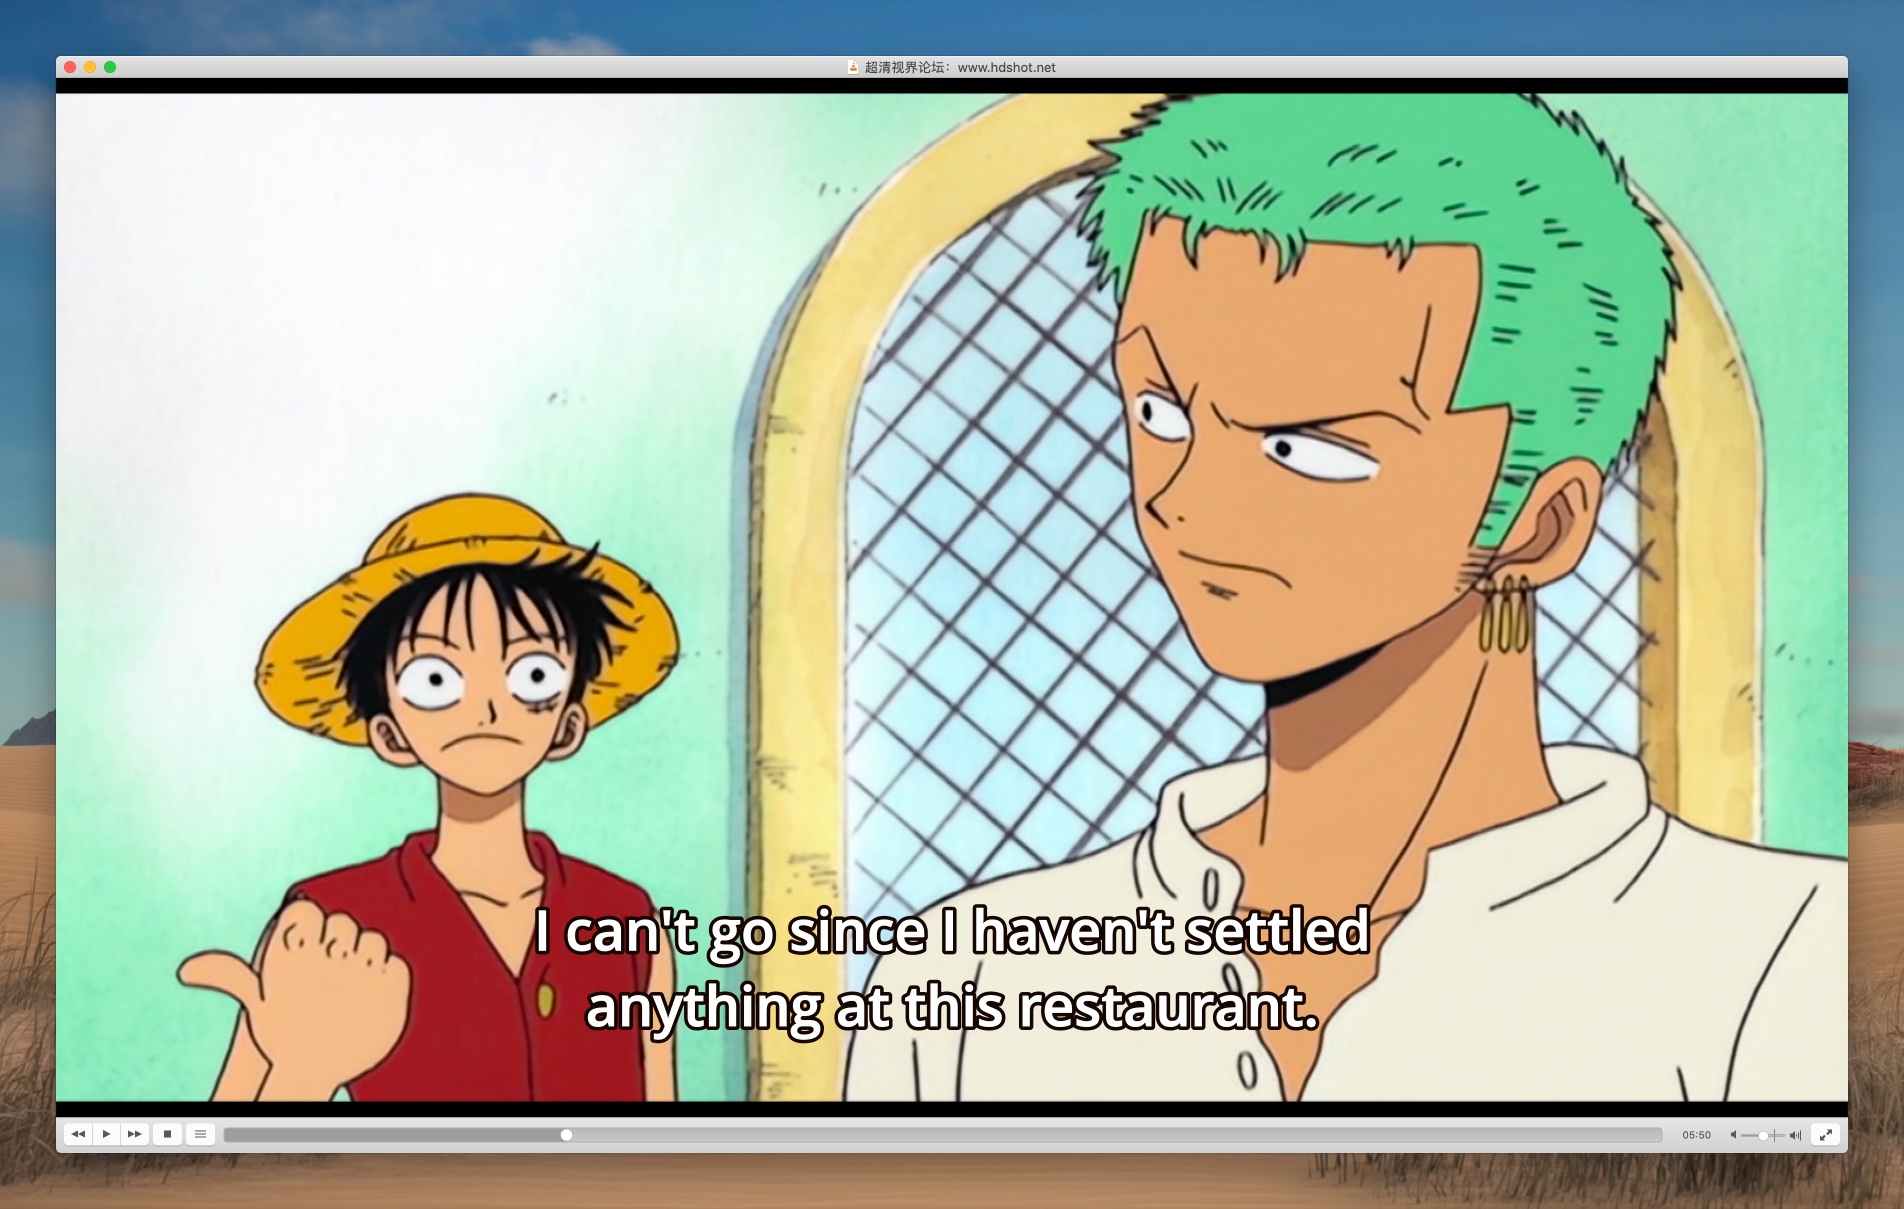 超清视界论坛：www.hdshot.net
I can't go since I haven't settled
anything at this restaurant.
05:50